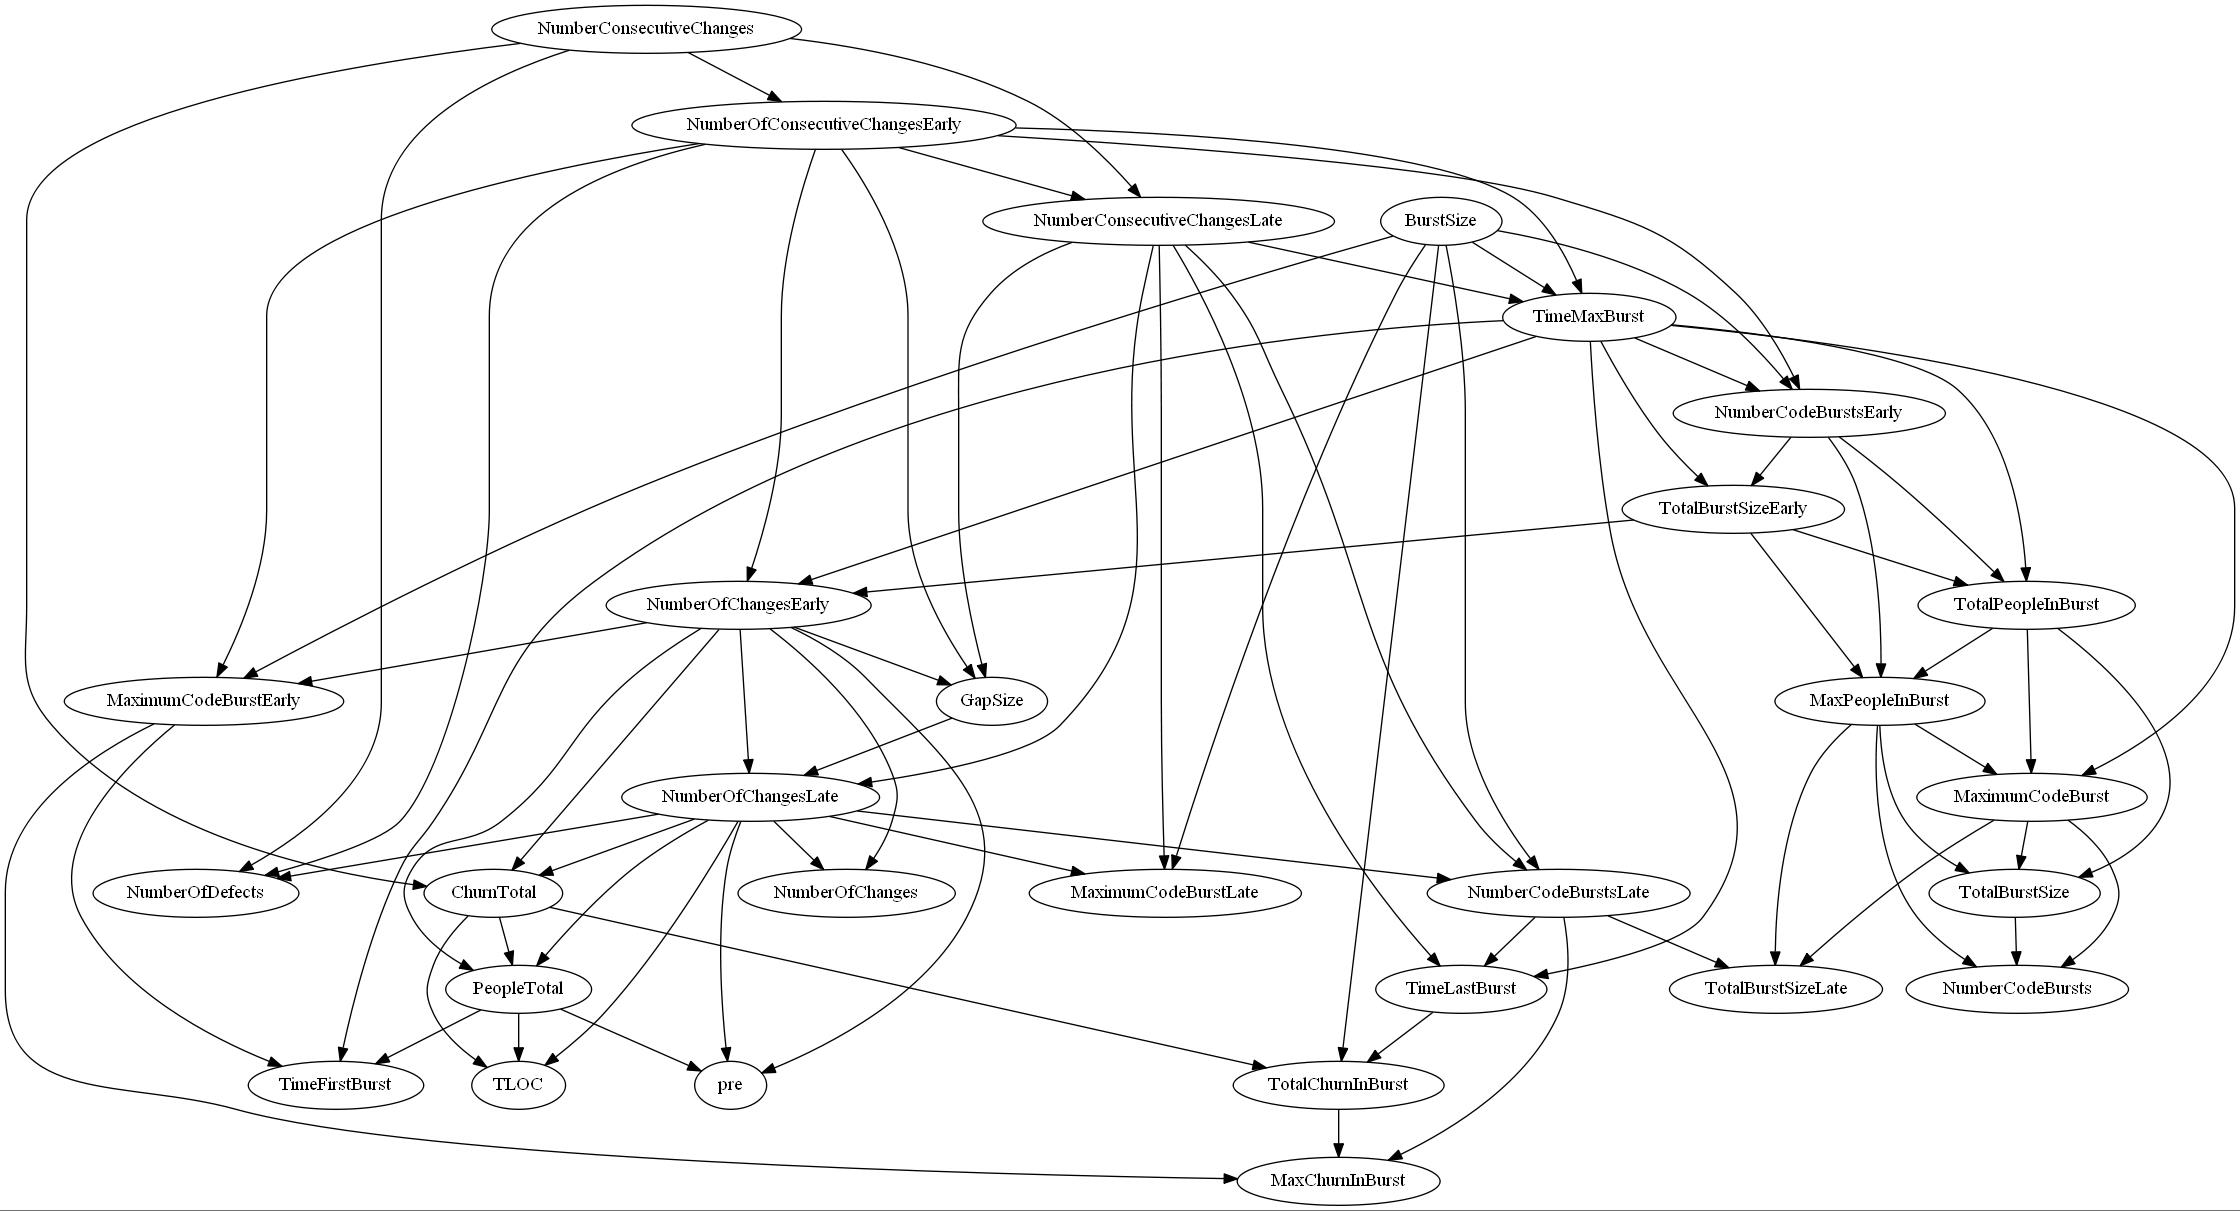 NumberConsecutiveChanges
NumberOfConsecutiveChangesEarly
NumberConsecutiveChangesLate
BurstSize
TimeMaxBurst
NumberCodeBurstsEarly
TotalBurstSizeEarly
NumberOfChangesEarly
TotalPeopleInBurst
MaximumCodeBurstEarly
GapSize
MaxPeopleInBurst
NumberOfChangesLate
MaximumCodeBurst
NumberOfDefects
ChurnTotal
NumberOfChanges
MaximumCodeBurstLate
NumberCodeBurstsLate
TotalBurstSize
PeopleTotal
TimeLastBurst
TotalBurstSizeLate
NumberCodeBursts
TimeFirstBurst
TLOC
pre
TotalChurnInBurst
MaxChurnInBurst